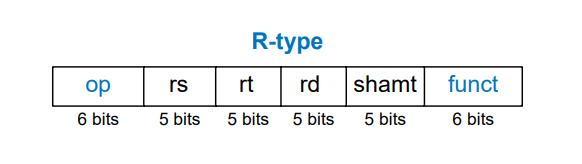 R-type
op rs rt rd shamt funct
6 bits 5 bits 5 bits 5 bits 5 bits 6 bits